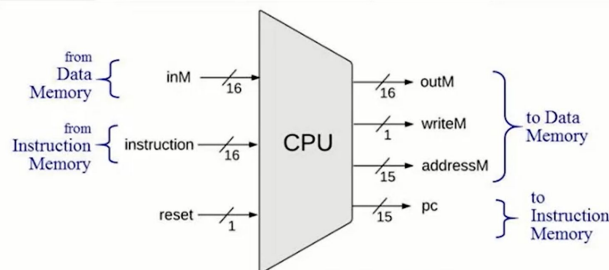 from
Data
Memory
inM
16
from
Instruction
Memory
instruction
16
reset
1
CPU
16
outM
1
writeM
15
addressM
15
pc
to Data
Memory
to
Instruction
Memory